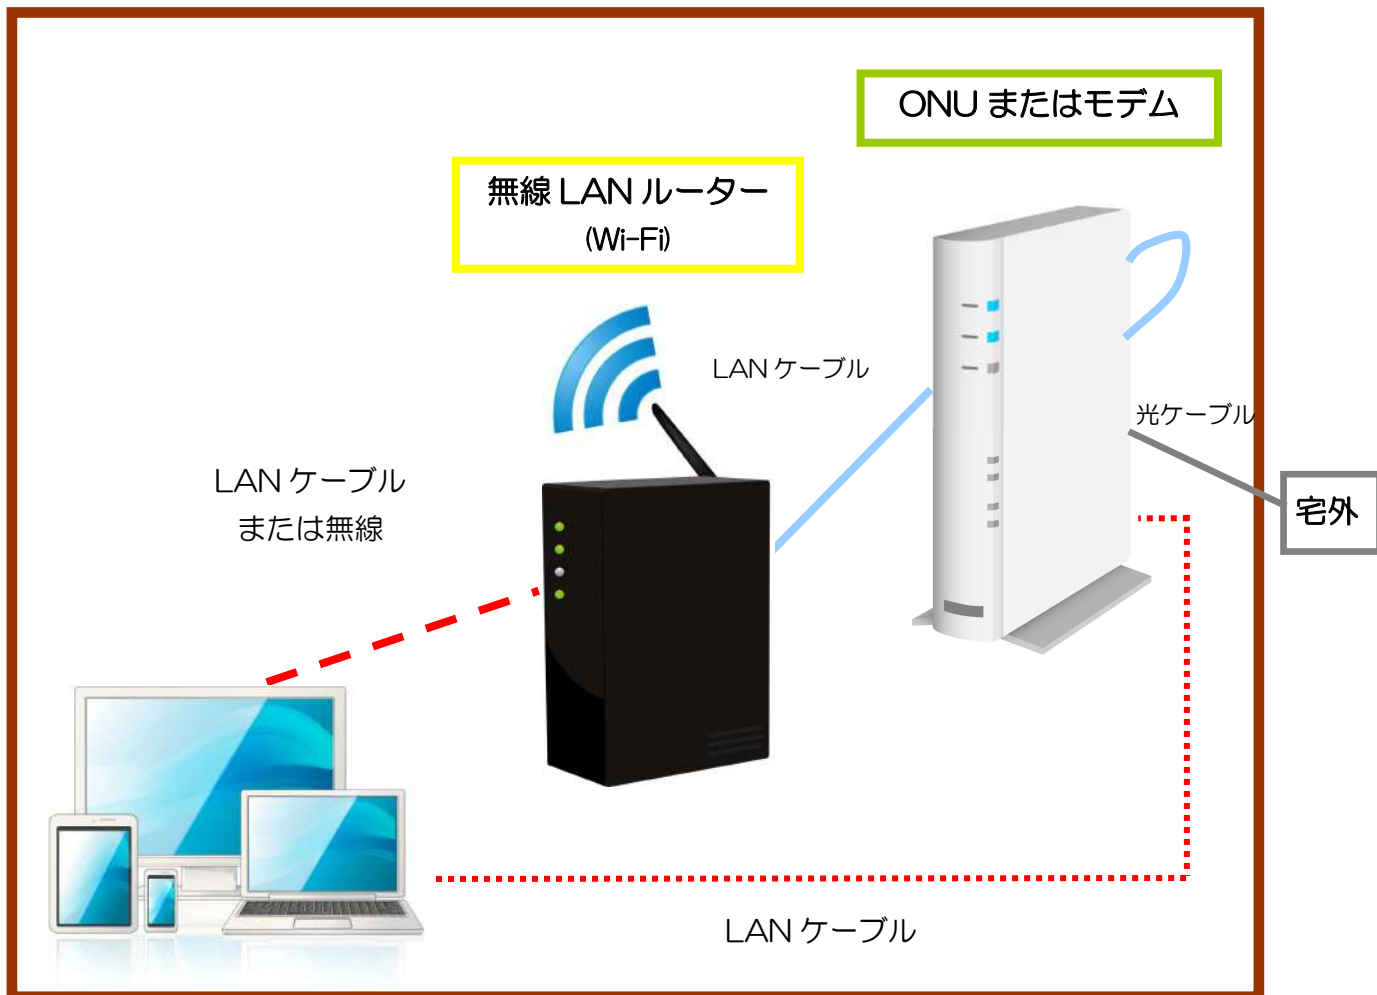 ONU またはモデム
無線 LAN ルーター
(Wi-Fi)
LAN ケーブル
光ケーブル
LAN ケーブル
または無線
宅外
LAN ケーブル